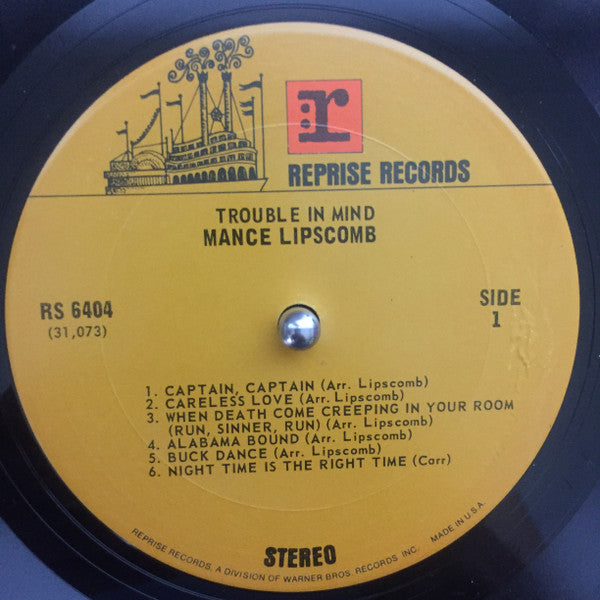 :r
REPRISE RECORDS
TROUBLE IN MIND
MANCE LIPSCOMB
RS 6404
(31,073)
SIDE
1
1. CAPTAIN, CAPTAIN (Arr. Lipscomb)
2. CARELESS LOVE (Arr. Lipscomb)
3. WHEN DEATH COME CREEPING IN YOUR ROOM
(RUN, SINNER, RUN) (Arr. Lipscomb)
4. ALABAMA BOUND (Arr. Lipscomb)
5. BUCK DANCE (Arr. Lipscomb)
6. NIGHT TIME IS THE RIGHT TIME (Carr)
STEREO
REPRISE RECORDS, A DIVISION OF WARNER BROS. RECORDS, INC. MADE IN U.S.A.